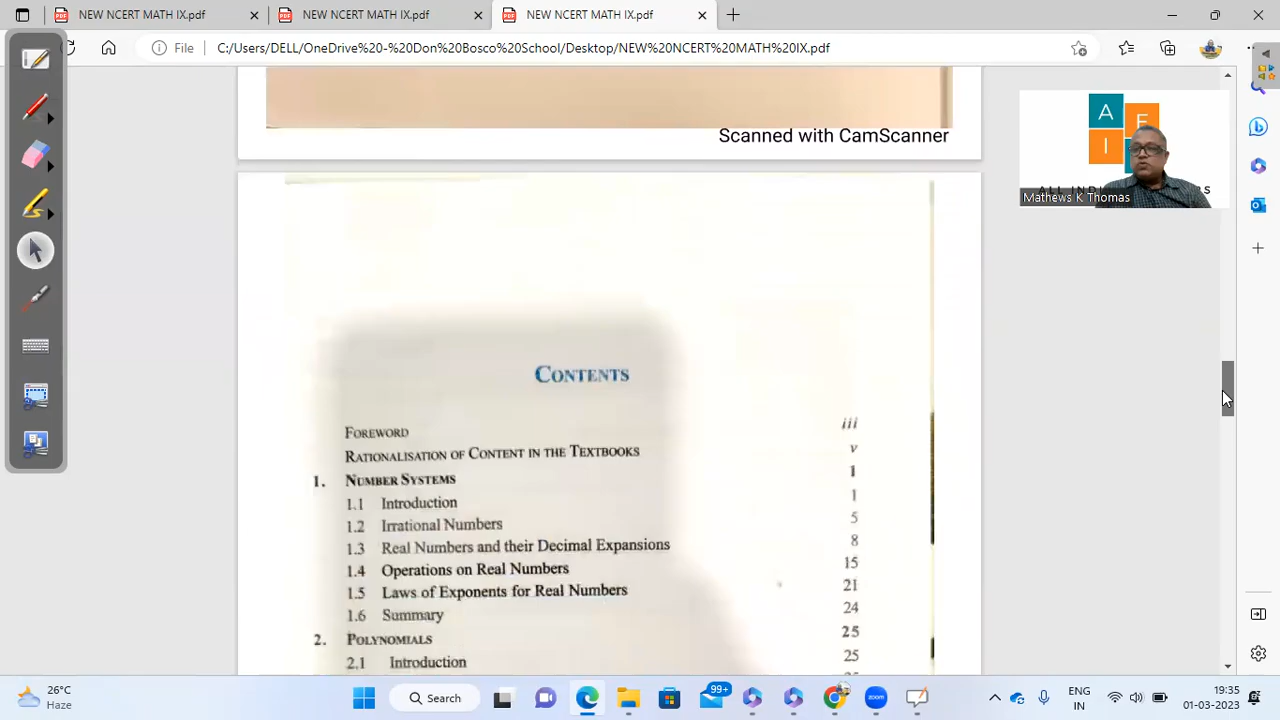 NEW NCERT MATH IX.pdf
NEW NCERT MATH IX.pdf
NEW NCERT MATH IX.pdf
File
C:/Users/DELL/OneDrive%20-%20Don%20Bosco%20School/Desktop/NEW%20NCERT%20MATH%20IX.pdf
Scanned with CamScanner
A
I
Mathews K Thomas
CONTENTS
FOREWORD iii
RATIONALISATION OF CONTENT IN THE TEXTBOOKS v
1. NUMBER SYSTEMS 1
1.1 Introduction 1
1.2 Irrational Numbers 5
1.3 Real Numbers and their Decimal Expansions 8
1.4 Operations on Real Numbers 15
1.5 Laws of Exponents for Real Numbers 21
1.6 Summary 24
2. POLYNOMIALS 25
2.1 Introduction 25
26°C
Haze
Search
99+
zoom
ENG
IN
19:35
01-03-2023